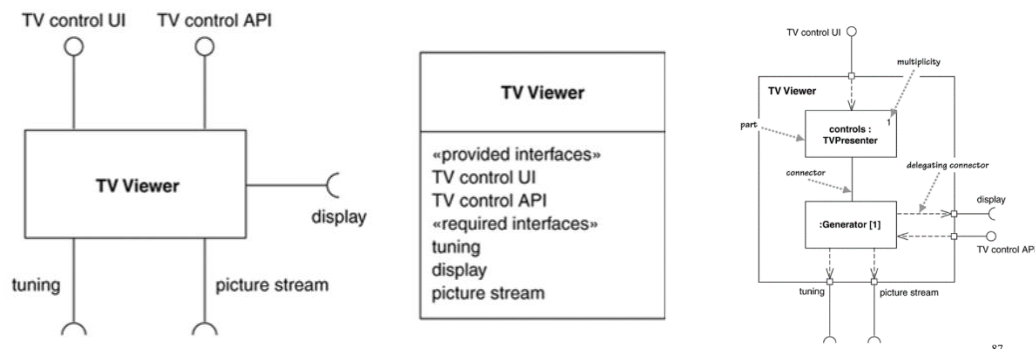 TV control UI
TV control API
TV Viewer
display
tuning
picture stream
TV Viewer
«provided interfaces»
TV control UI
TV control API
«required interfaces»
tuning
display
picture stream
TV control UI
multiplicity
TV Viewer
part
1
controls :
TVPresenter
connector
delegating connector
:Generator [1]
display
TV control API
tuning
picture stream
87